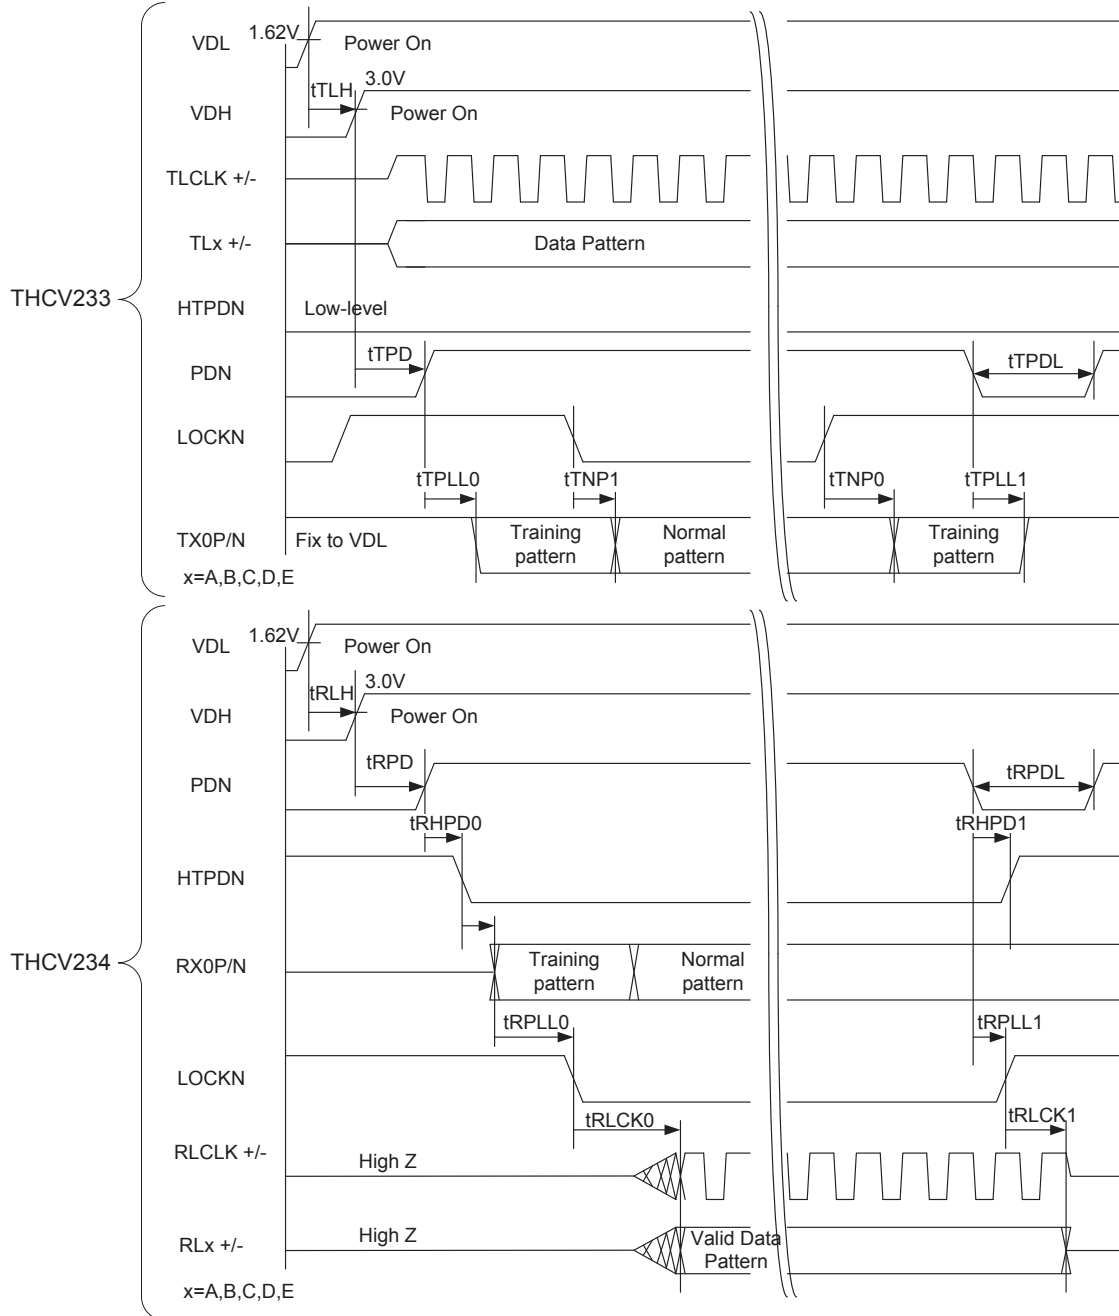 1.62V
VDL
Power On
tTLH
3.0V
VDH
Power On
TLCLK +/-
TLx +/-
Data Pattern
THCV233
HTPDN
Low-level
tTPD
tTPDL
PDN
LOCKN
tTPLL0
tTNP1
tTNP0
tTPLL1
TX0P/N
Fix to VDL
Training
pattern
Normal
pattern
Training
pattern
x=A,B,C,D,E
1.62V
VDL
Power On
tRLH
3.0V
VDH
Power On
tRPD
tRPDL
PDN
tRHPD0
tRHPD1
HTPDN
THCV234
RX0P/N
Training
pattern
Normal
pattern
tRPLL0
tRPLL1
LOCKN
tRLCK0
tRLCK1
RLCLK +/-
High Z
RLx +/-
High Z
Valid Data
Pattern
x=A,B,C,D,E